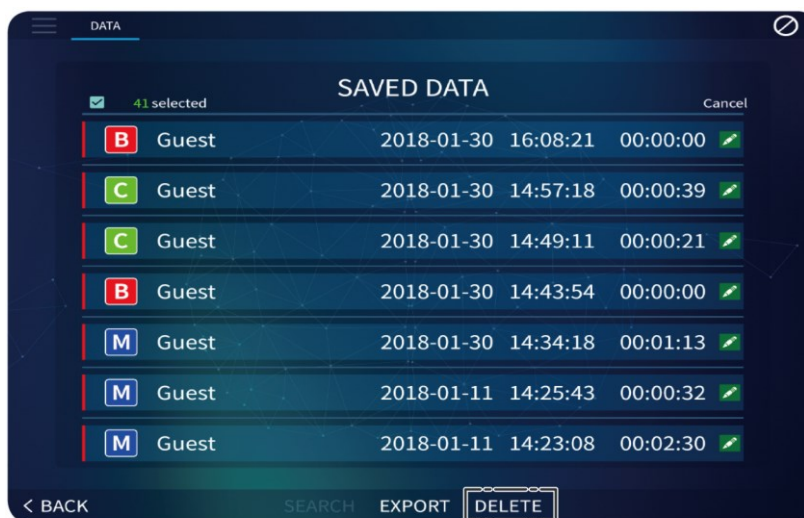 DATA
SAVED DATA
41 selected Cancel
B Guest 2018-01-30 16:08:21 00:00:00
C Guest 2018-01-30 14:57:18 00:00:39
C Guest 2018-01-30 14:49:11 00:00:21
B Guest 2018-01-30 14:43:54 00:00:00
M Guest 2018-01-30 14:34:18 00:01:13
M Guest 2018-01-11 14:25:43 00:00:32
M Guest 2018-01-11 14:23:08 00:02:30
< BACK SEARCH EXPORT DELETE